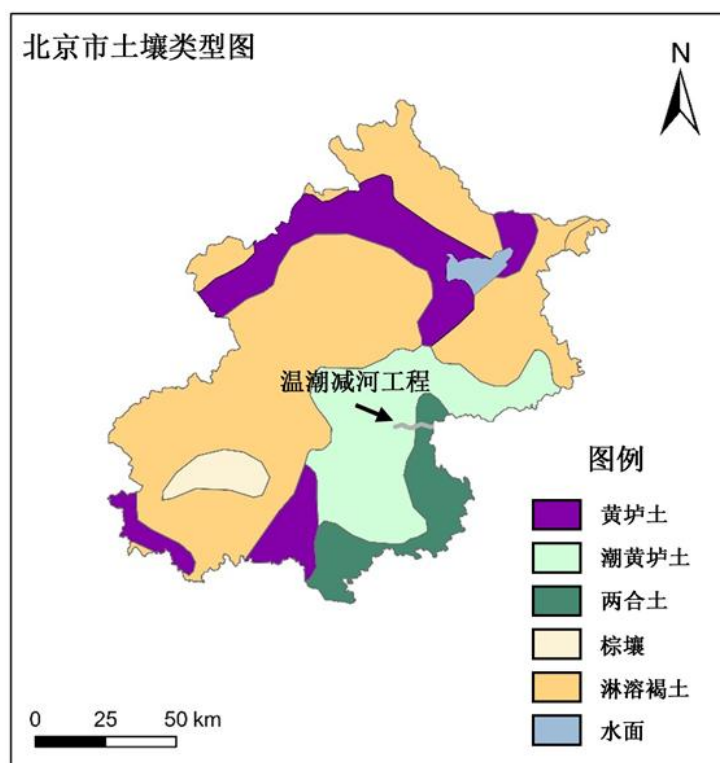 北京市土壤类型图
N
温潮减河工程
图例
黄垆土
潮黄垆土
两合土
棕壤
淋溶褐土
水面
0 25 50 km